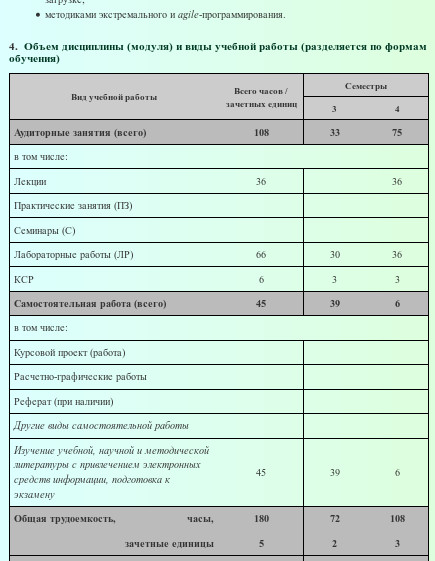 загрузке;
• методиками экстремального и agile-программирования.
4. Объем дисциплины (модуля) и виды учебной работы (разделяется по формам
обучения)
Вид учебной работы
Всего часов /
зачетных единиц
Семестры
3 4
Аудиторные занятия (всего) 108 33 75
в том числе:
Лекции 36 36
Практические занятия (ПЗ)
Семинары (С)
Лабораторные работы (ЛР) 66 30 36
КСР 6 3 3
Самостоятельная работа (всего) 45 39 6
в том числе:
Курсовой проект (работа)
Расчетно-графические работы
Реферат (при наличии)
Другие виды самостоятельной работы
Изучение учебной, научной и методической
литературы с привлечением электронных
средств информации, подготовка к
экзамену
45 39 6
Общая трудоемкость, часы, 180 72 108
зачетные единицы 5 2 3